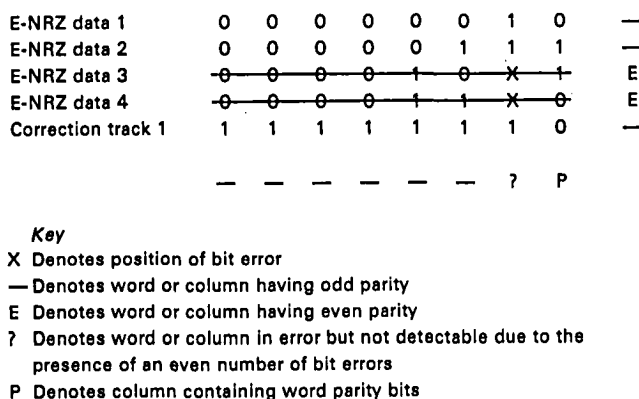 E-NRZ data 1 0 0 0 0 0 0 1 0 —
E-NRZ data 2 0 0 0 0 0 1 1 1 —
E-NRZ data 3 0 0 0 0 1 0 X 1 E
E-NRZ data 4 0 0 0 0 1 1 X 0 E
Correction track 1 1 1 1 1 1 1 1 0 —
— — — — — — ? P
Key
X Denotes position of bit error
— Denotes word or column having odd parity
E Denotes word or column having even parity
? Denotes word or column in error but not detectable due to the
presence of an even number of bit errors
P Denotes column containing word parity bits